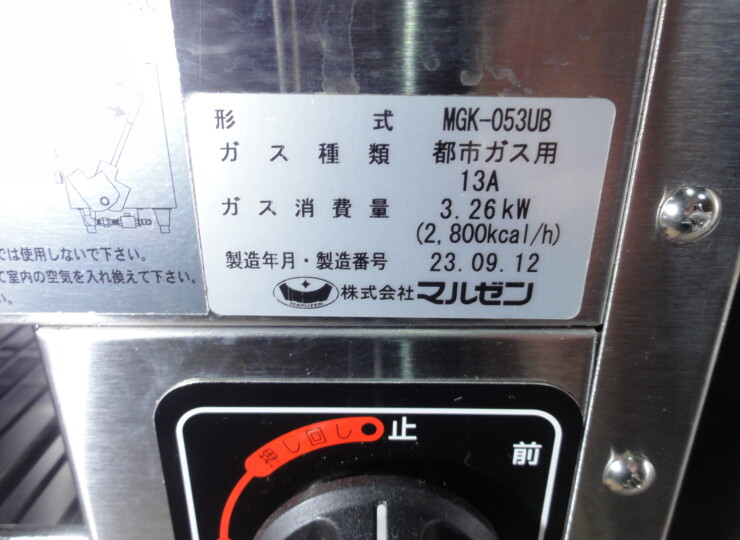 形 式 MGK-053UB
ガ ス 種 類 都市ガス用
13A
ガ ス 消 費 量 3.26kW
(2,800kcal/h)
製造年月・製造番号 23.09.12
MARUZEN 株式会社マルゼン
では使用しないで下さい。
て室内の空気を入れ換えて下さい。
い。
押し回し 止
前